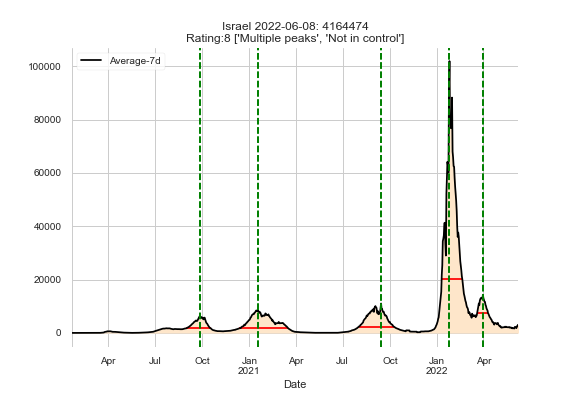 Israel 2022-06-08: 4164474
Rating:8 ['Multiple peaks', 'Not in control']
Average-7d
100000
80000
60000
40000
20000
0
Apr Jul Oct Jan Apr Jul Oct Jan Apr
2021 2022
Date